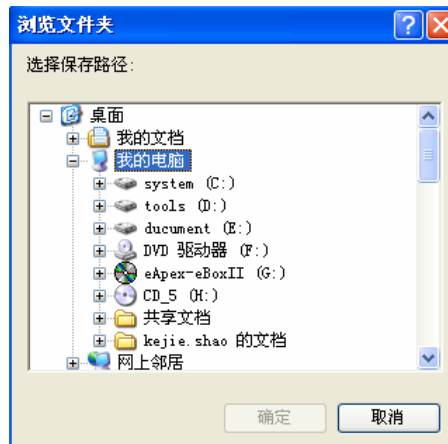 浏览文件夹
选择保存路径:
桌面
我的文档
我的电脑
system (C:)
tools (D:)
ducument (E:)
DVD 驱动器 (F:)
eApex-eBoxII (G:)
CD_5 (H:)
共享文档
kejie.shao 的文档
网上邻居
确定
取消